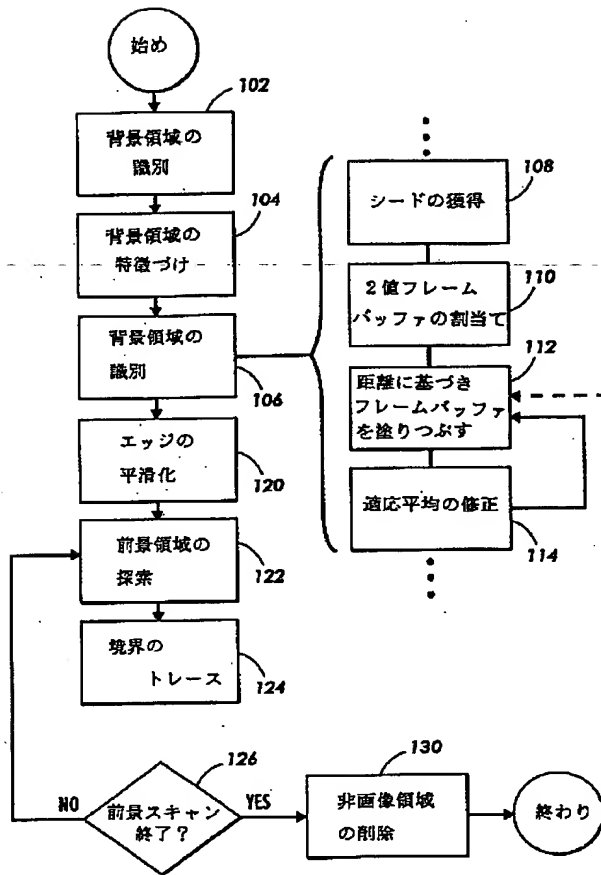 始め
102
背景領域の
識別
104
背景領域の
特徴づけ
背景領域の
識別
106
エッジの
平滑化
120
前景領域の
探索
122
境界の
トレース
124
108
シードの獲得
110
2値フレーム
バッファの割当て
112
距離に基づき
フレームバッファ
を塗りつぶす
適応平均の修正
114
126
NO
前景スキャン
終了?
YES
130
非画像領域
の削除
終わり